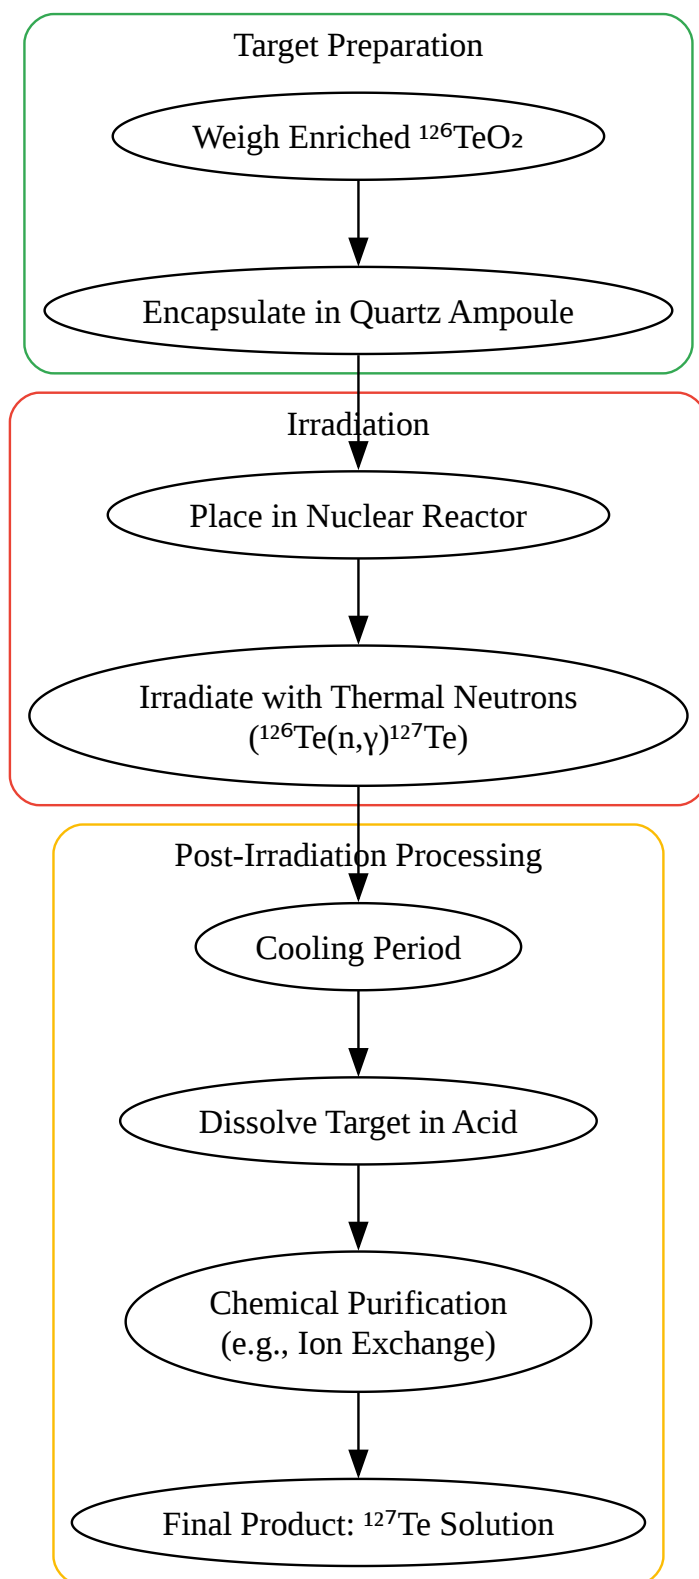 Target Preparation
Weigh Enriched ¹²⁶TeO₂
Encapsulate in Quartz Ampoule
Irradiation
Place in Nuclear Reactor
Irradiate with Thermal Neutrons
(¹²⁶Te(n,γ)¹²⁷Te)
Post-Irradiation Processing
Cooling Period
Dissolve Target in Acid
Chemical Purification
(e.g., Ion Exchange)
Final Product: ¹²⁷Te Solution